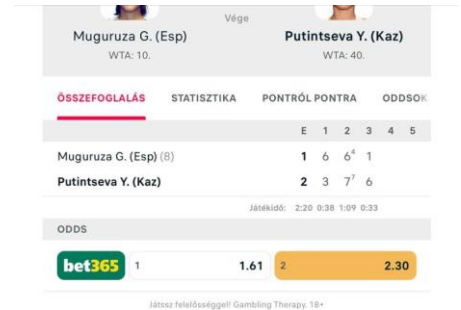 Vége
Muguruza G. (Esp)
Putintseva Y. (Kaz)
WTA: 10.
WTA: 40.
ÖSSZEFOGLALÁS STATISZTIKA PONTRÓL PONTRA ODDSOK
E 1 2 3 4 5
Muguruza G. (Esp) (8) 1 6 6⁴ 1
Putintseva Y. (Kaz) 2 3 7⁷ 6
Játékidő: 2:20 0:38 1:09 0:33
ODDS
bet365 1 1.61 2 2.30
Játssz felelősséggel! Gambling Therapy. 18+